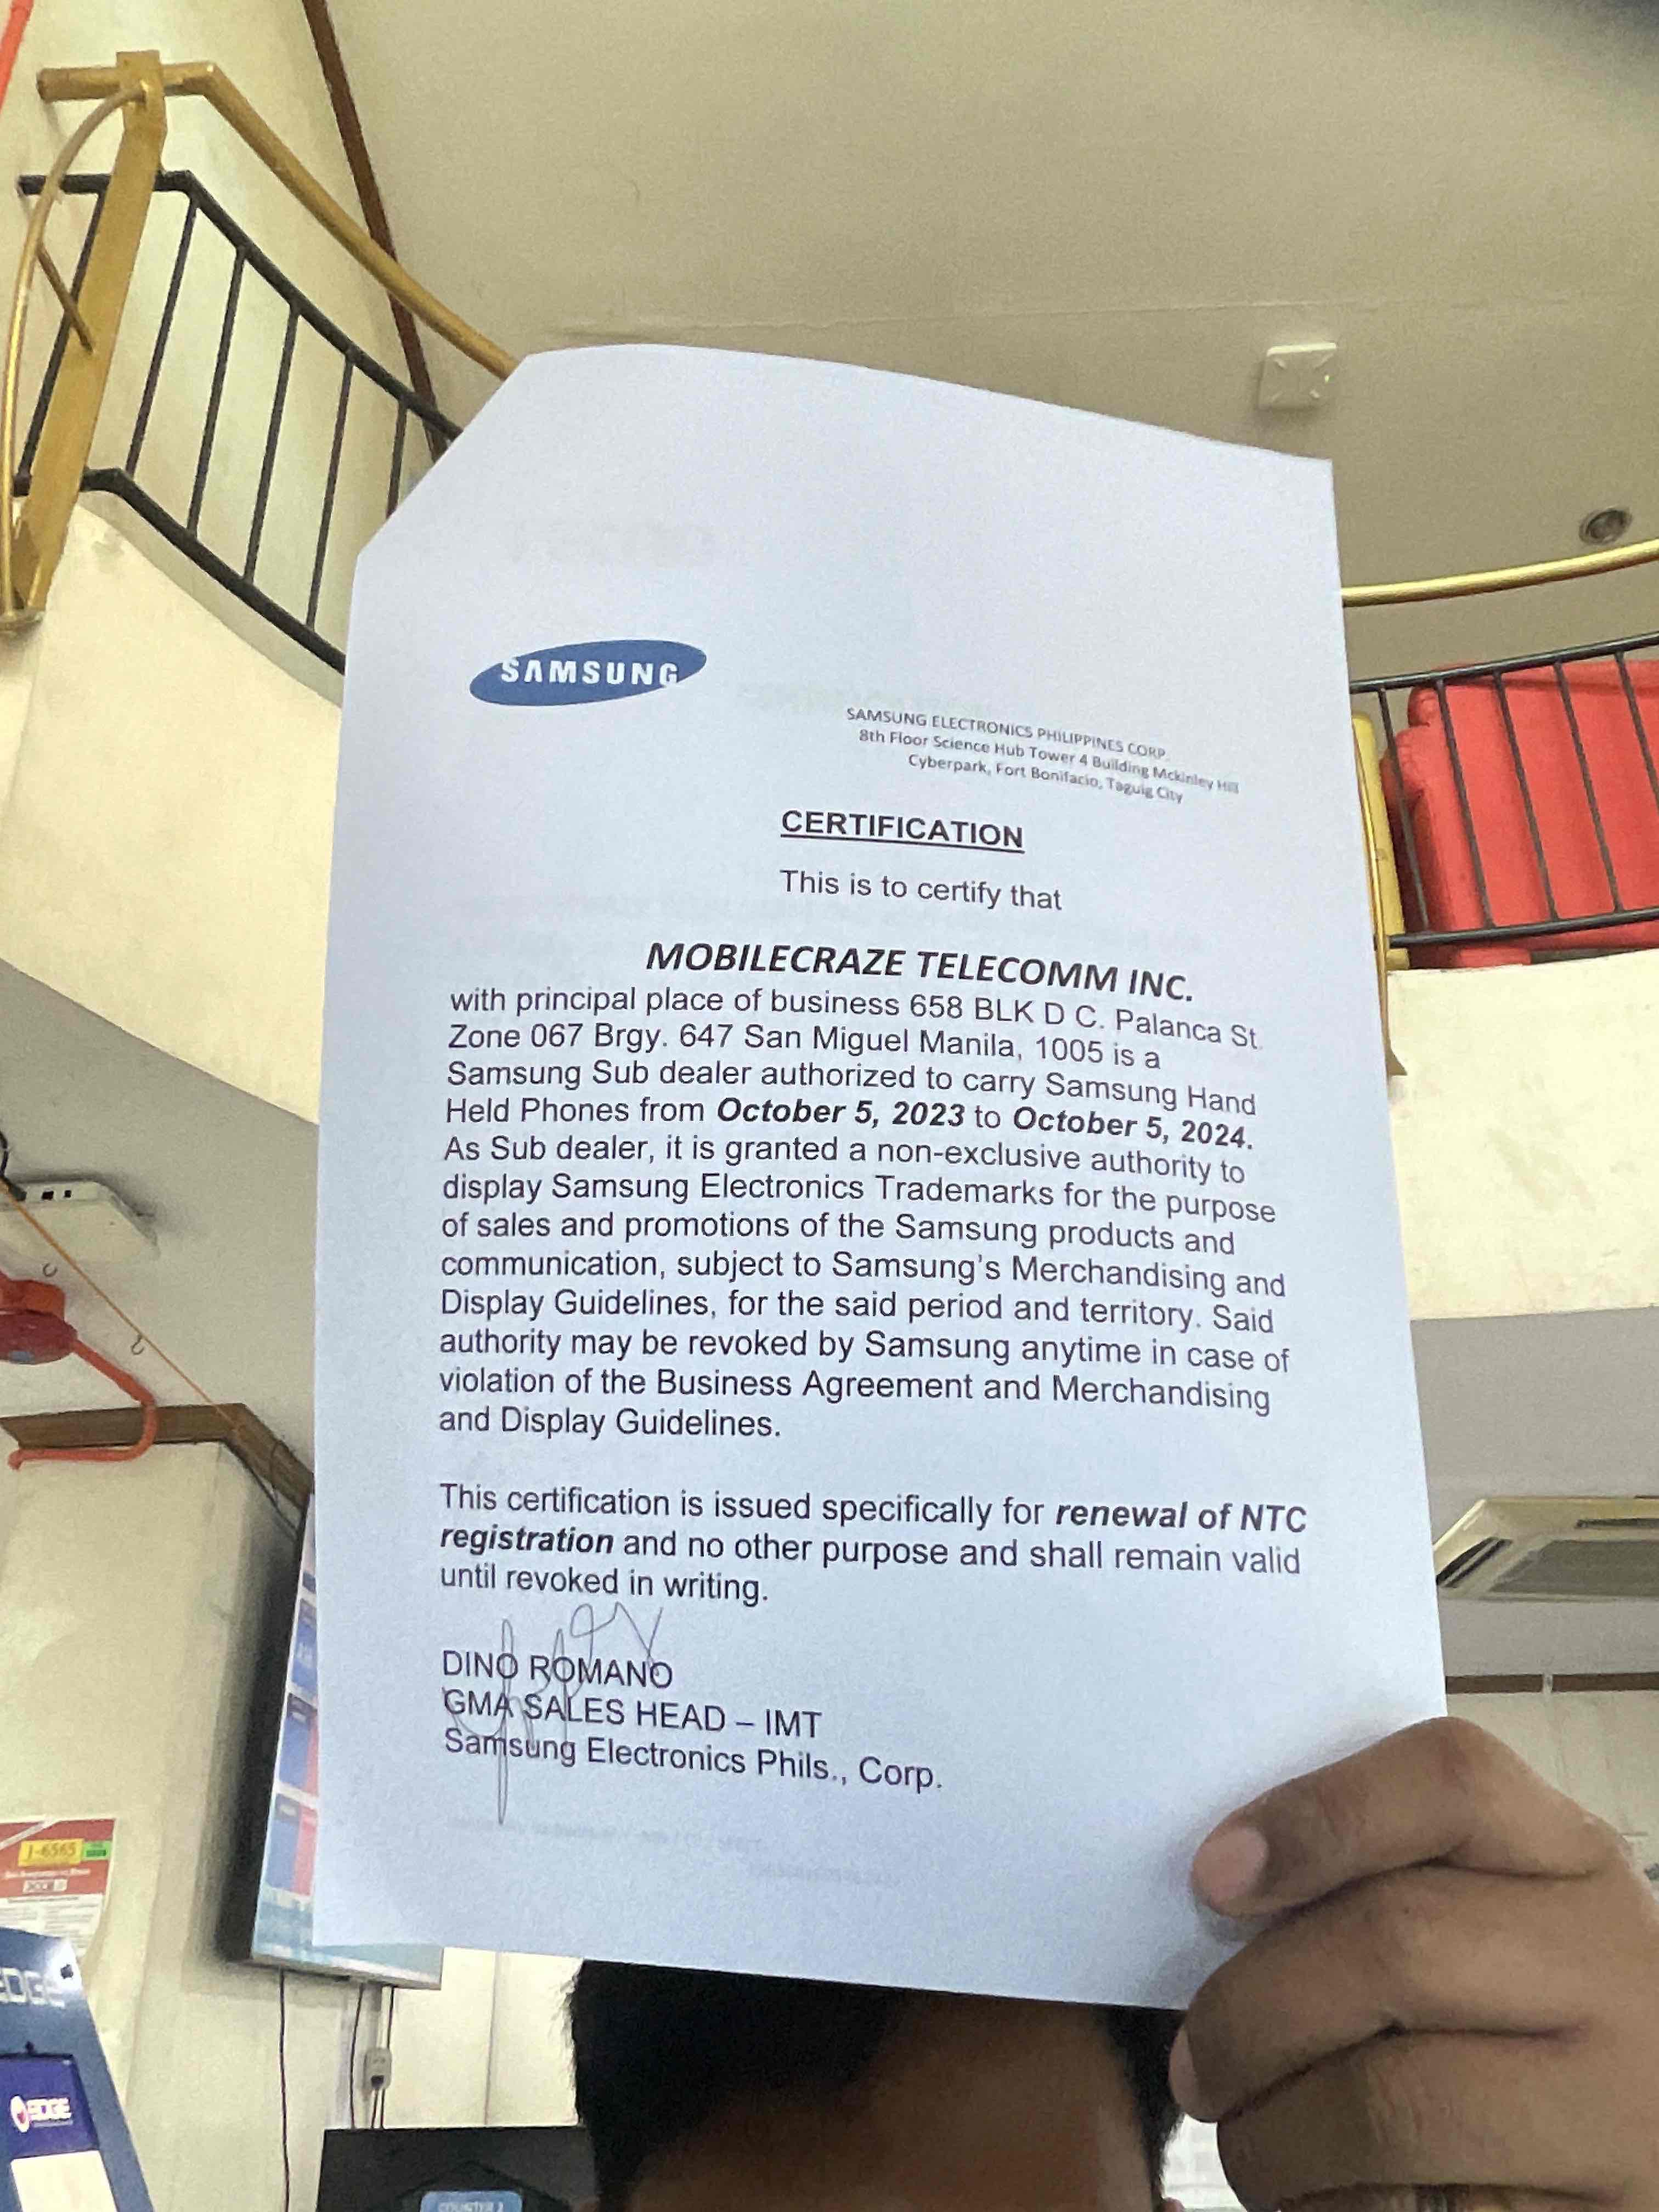 SAMSUNG
SAMSUNG ELECTRONICS PHILIPPINES CORP.
8th Floor Science Hub Tower 4 Building Mckinley Hill
Cyberpark, Fort Bonifacio, Taguig City
CERTIFICATION
This is to certify that
MOBILECRAZE TELECOMM INC.
with principal place of business 658 BLK D C. Palanca St.
Zone 067 Brgy. 647 San Miguel Manila, 1005 is a
Samsung Sub dealer authorized to carry Samsung Hand
Held Phones from October 5, 2023 to October 5, 2024.
As Sub dealer, it is granted a non-exclusive authority to
display Samsung Electronics Trademarks for the purpose
of sales and promotions of the Samsung products and
communication, subject to Samsung's Merchandising and
Display Guidelines, for the said period and territory. Said
authority may be revoked by Samsung anytime in case of
violation of the Business Agreement and Merchandising
and Display Guidelines.
This certification is issued specifically for renewal of NTC
registration and no other purpose and shall remain valid
until revoked in writing.
DINO ROMANO
GMA SALES HEAD – IMT
Samsung Electronics Phils., Corp.
J-6565
EDGE
EDGE
COUNTER 2